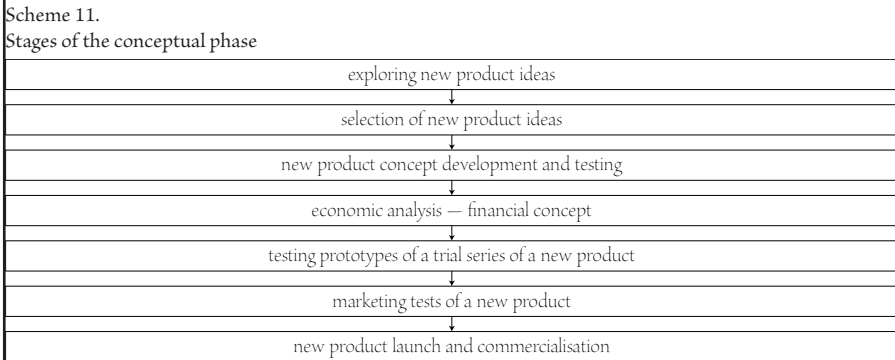 Scheme 11.
Stages of the conceptual phase
exploring new product ideas
selection of new product ideas
new product concept development and testing
economic analysis — financial concept
testing prototypes of a trial series of a new product
marketing tests of a new product
new product launch and commercialisation